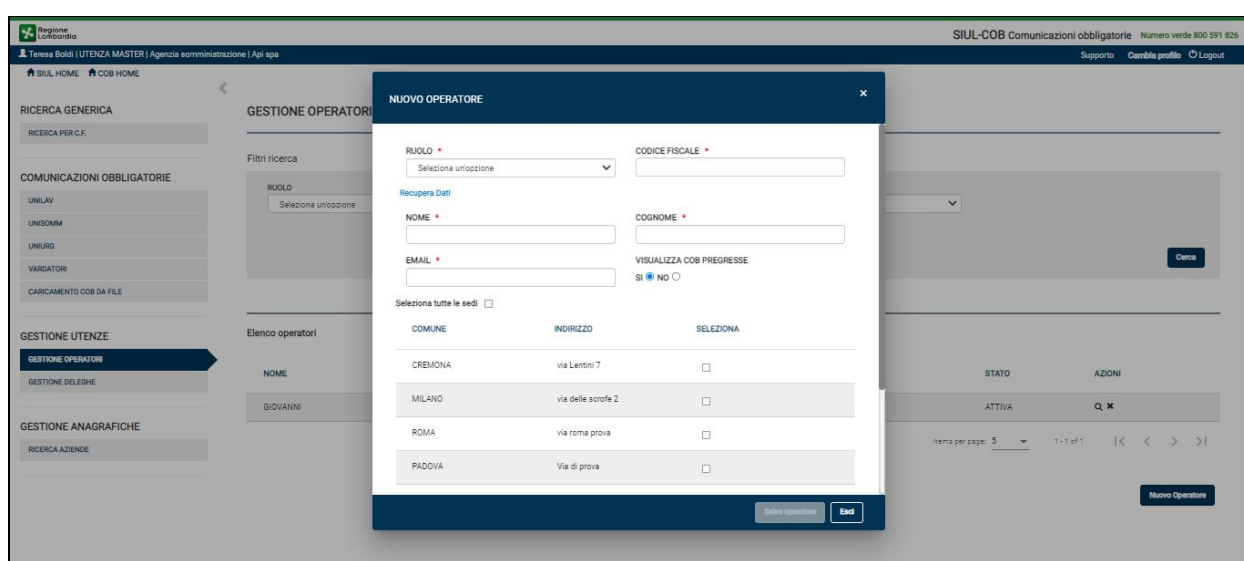 Regione
Lombardia
SIUL-COB Comunicazioni obbligatorie Numero verde 800 591 826
Teresa Boldi | UTENZA MASTER | Agenzia somministrazione | Api spa
Supporto Cambia profilo Logout
SIUL HOME COB HOME
RICERCA GENERICA
RICERCA PER C.F.
COMUNICAZIONI OBBLIGATORIE
UNILAV
UNISOMM
UNIURG
VARDATORI
CARICAMENTO COB DA FILE
GESTIONE UTENZE
GESTIONE OPERATORI
GESTIONE DELEGHE
GESTIONE ANAGRAFICHE
RICERCA AZIENDE
GESTIONE OPERATORI
Filtri ricerca
RUOLO
Seleziona un'opzione
Cerca
Elenco operatori
NOME STATO AZIONI
GIOVANNI ATTIVA
Items per page: 5 1 - 1 of 1
Nuovo Operatore
NUOVO OPERATORE ×
RUOLO * CODICE FISCALE *
Seleziona un'opzione
Recupera Dati
NOME * COGNOME *
EMAIL * VISUALIZZA COB PREGRESSE
SI NO
Seleziona tutte le sedi
COMUNE INDIRIZZO SELEZIONA
CREMONA via Lentini 7
MILANO via delle scrofe 2
ROMA via roma prova
PADOVA Via di prova
Salva operatore Esci